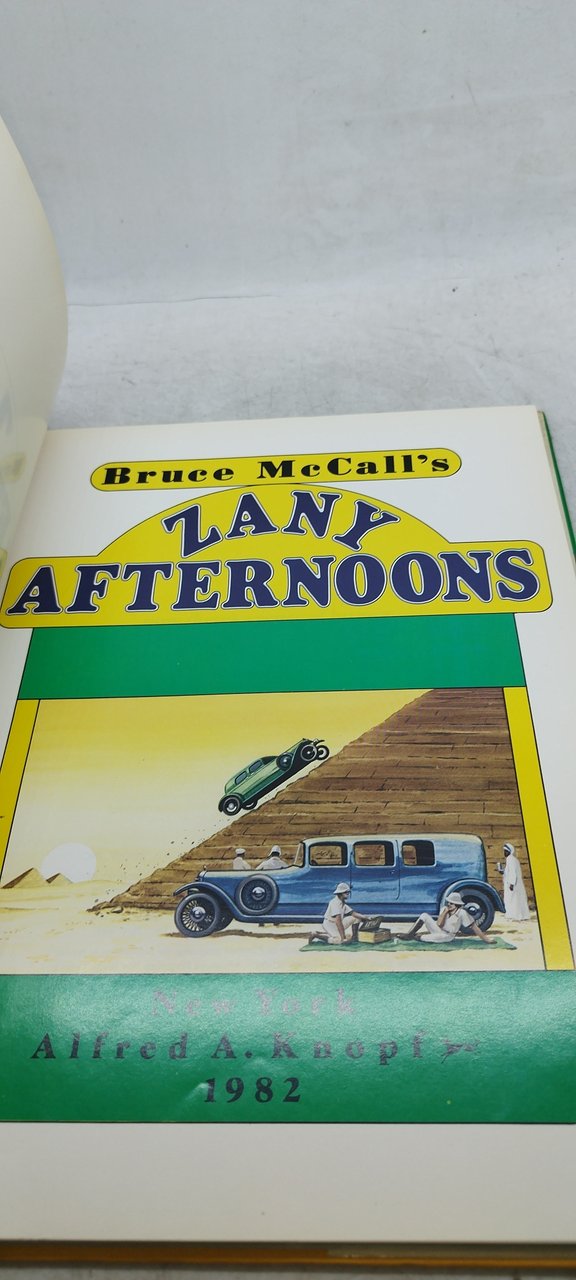 Bruce McCall's
ZANY
AFTERNOONS
New York
Alfred A. Knopf
1982